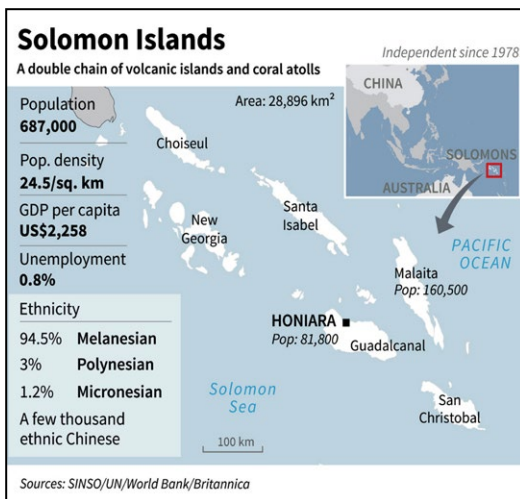 Solomon Islands
Independent since 1978
A double chain of volcanic islands and coral atolls
Population
687,000
Pop. density
24.5/sq. km
GDP per capita
US$2,258
Unemployment
0.8%
Ethnicity
94.5% Melanesian
3% Polynesian
1.2% Micronesian
A few thousand
ethnic Chinese
Area: 28,896 km²
CHINA
SOLOMONS
AUSTRALIA
Choiseul
New
Georgia
Santa
Isabel
PACIFIC
OCEAN
Malaita
Pop: 160,500
HONIARA
Pop: 81,800
Guadalcanal
Solomon
Sea
San
Christobal
100 km
Sources: SINSO/UN/World Bank/Britannica